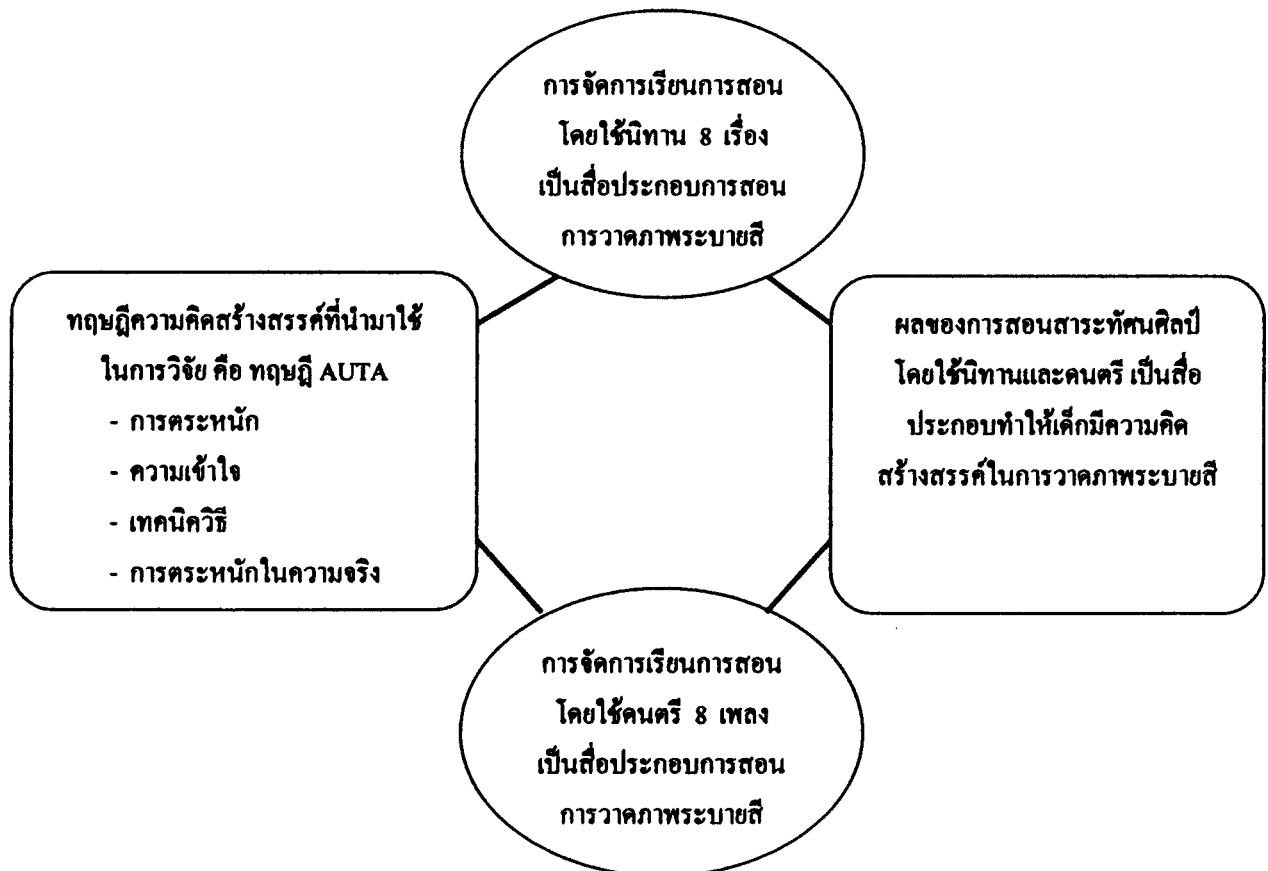 การจัดการเรียนการสอน
โดยใช้นิทาน 8 เรื่อง
เป็นสื่อประกอบการสอน
การวาดภาพระบายสี
ทฤษฎีความคิดสร้างสรรค์ที่นำมาใช้
ในการวิจัย คือ ทฤษฎี AUTA
- การตระหนัก
- ความเข้าใจ
- เทคนิควิธี
- การตระหนักในความจริง
ผลของการสอนสาระทัศนศิลป์
โดยใช้นิทานและดนตรี เป็นสื่อ
ประกอบทำให้เด็กมีความคิด
สร้างสรรค์ในการวาดภาพระบายสี
การจัดการเรียนการสอน
โดยใช้ดนตรี 8 เพลง
เป็นสื่อประกอบการสอน
การวาดภาพระบายสี